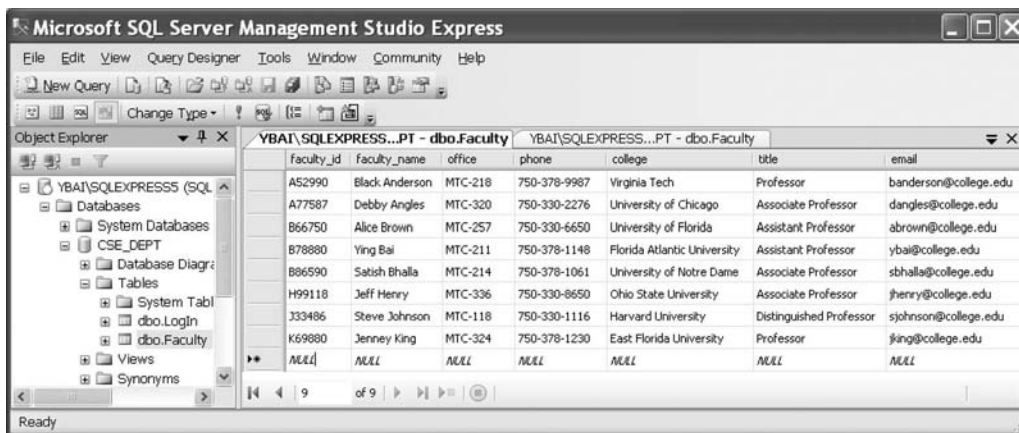 Microsoft SQL Server Management Studio Express
File Edit View Query Designer Tools Window Community Help
New Query
Change Type
Object Explorer
YBAI\SQLEXPRESS...PT - dbo.Faculty YBAI\SQLEXPRESS...PT - dbo.Faculty
YBAI\SQLEXPRESS5 (SQL
Databases
System Databases
CSE_DEPT
Database Diagra
Tables
System Tabl
dbo.LogIn
dbo.Faculty
Views
Synonyms
faculty_id faculty_name office phone college title email
A52990 Black Anderson MTC-218 750-378-9987 Virginia Tech Professor banderson@college.edu
A77587 Debby Angles MTC-320 750-330-2276 University of Chicago Associate Professor dangles@college.edu
B66750 Alice Brown MTC-257 750-330-6650 University of Florida Assistant Professor abrown@college.edu
B78880 Ying Bai MTC-211 750-378-1148 Florida Atlantic University Assistant Professor ybai@college.edu
B86590 Satish Bhalla MTC-214 750-378-1061 University of Notre Dame Associate Professor sbhalla@college.edu
H99118 Jeff Henry MTC-336 750-330-8650 Ohio State University Associate Professor jhenry@college.edu
J33486 Steve Johnson MTC-118 750-330-1116 Harvard University Distinguished Professor sjohnson@college.edu
K69880 Jenney King MTC-324 750-378-1230 East Florida University Professor jking@college.edu
NULL NULL NULL NULL NULL NULL NULL
9 of 9
Ready